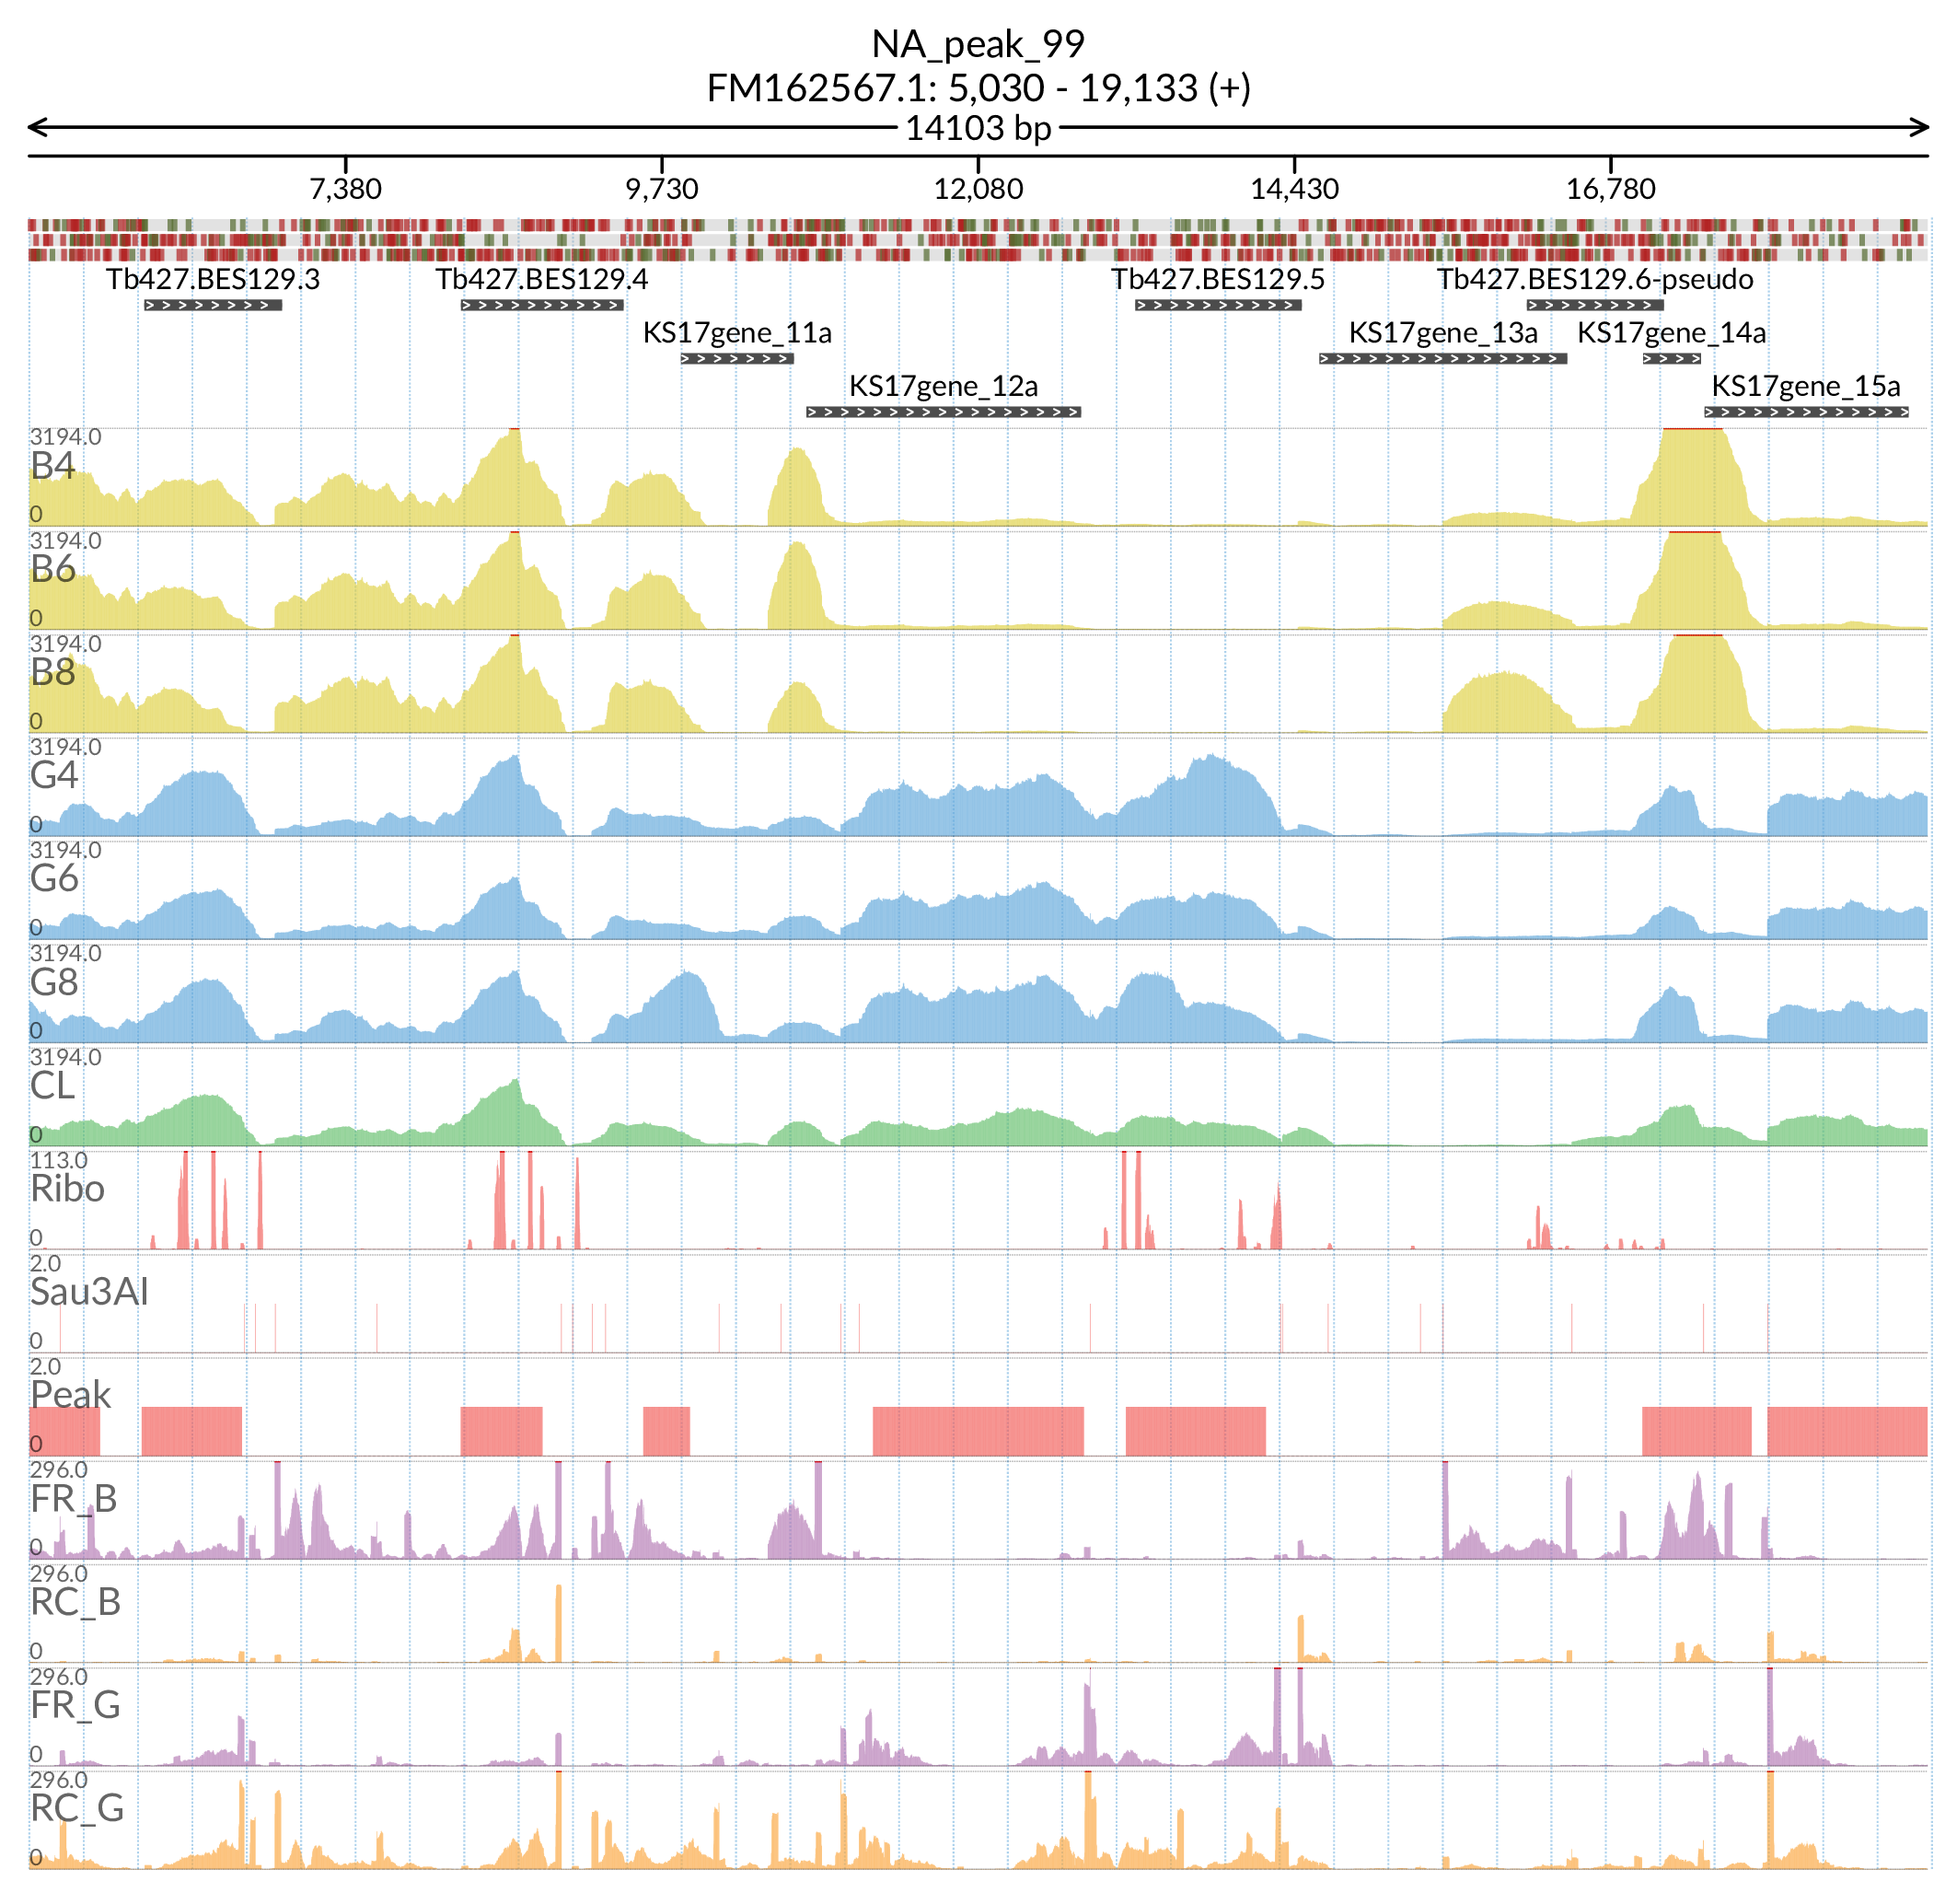 NA_peak_99
FM162567.1: 5,030 - 19,133 (+)
14103 bp
7,380 9,730 12,080 14,430 16,780
Tb427.BES129.3 Tb427.BES129.4 Tb427.BES129.5 Tb427.BES129.6-pseudo
KS17gene_11a KS17gene_13a KS17gene_14a
KS17gene_12a KS17gene_15a
3194.0
B4
0
3194.0
B6
0
3194.0
B8
0
3194.0
G4
0
3194.0
G6
0
3194.0
G8
0
3194.0
CL
0
113.0
Ribo
0
2.0
Sau3AI
0
2.0
Peak
0
296.0
FR_B
0
296.0
RC_B
0
296.0
FR_G
0
296.0
RC_G
0